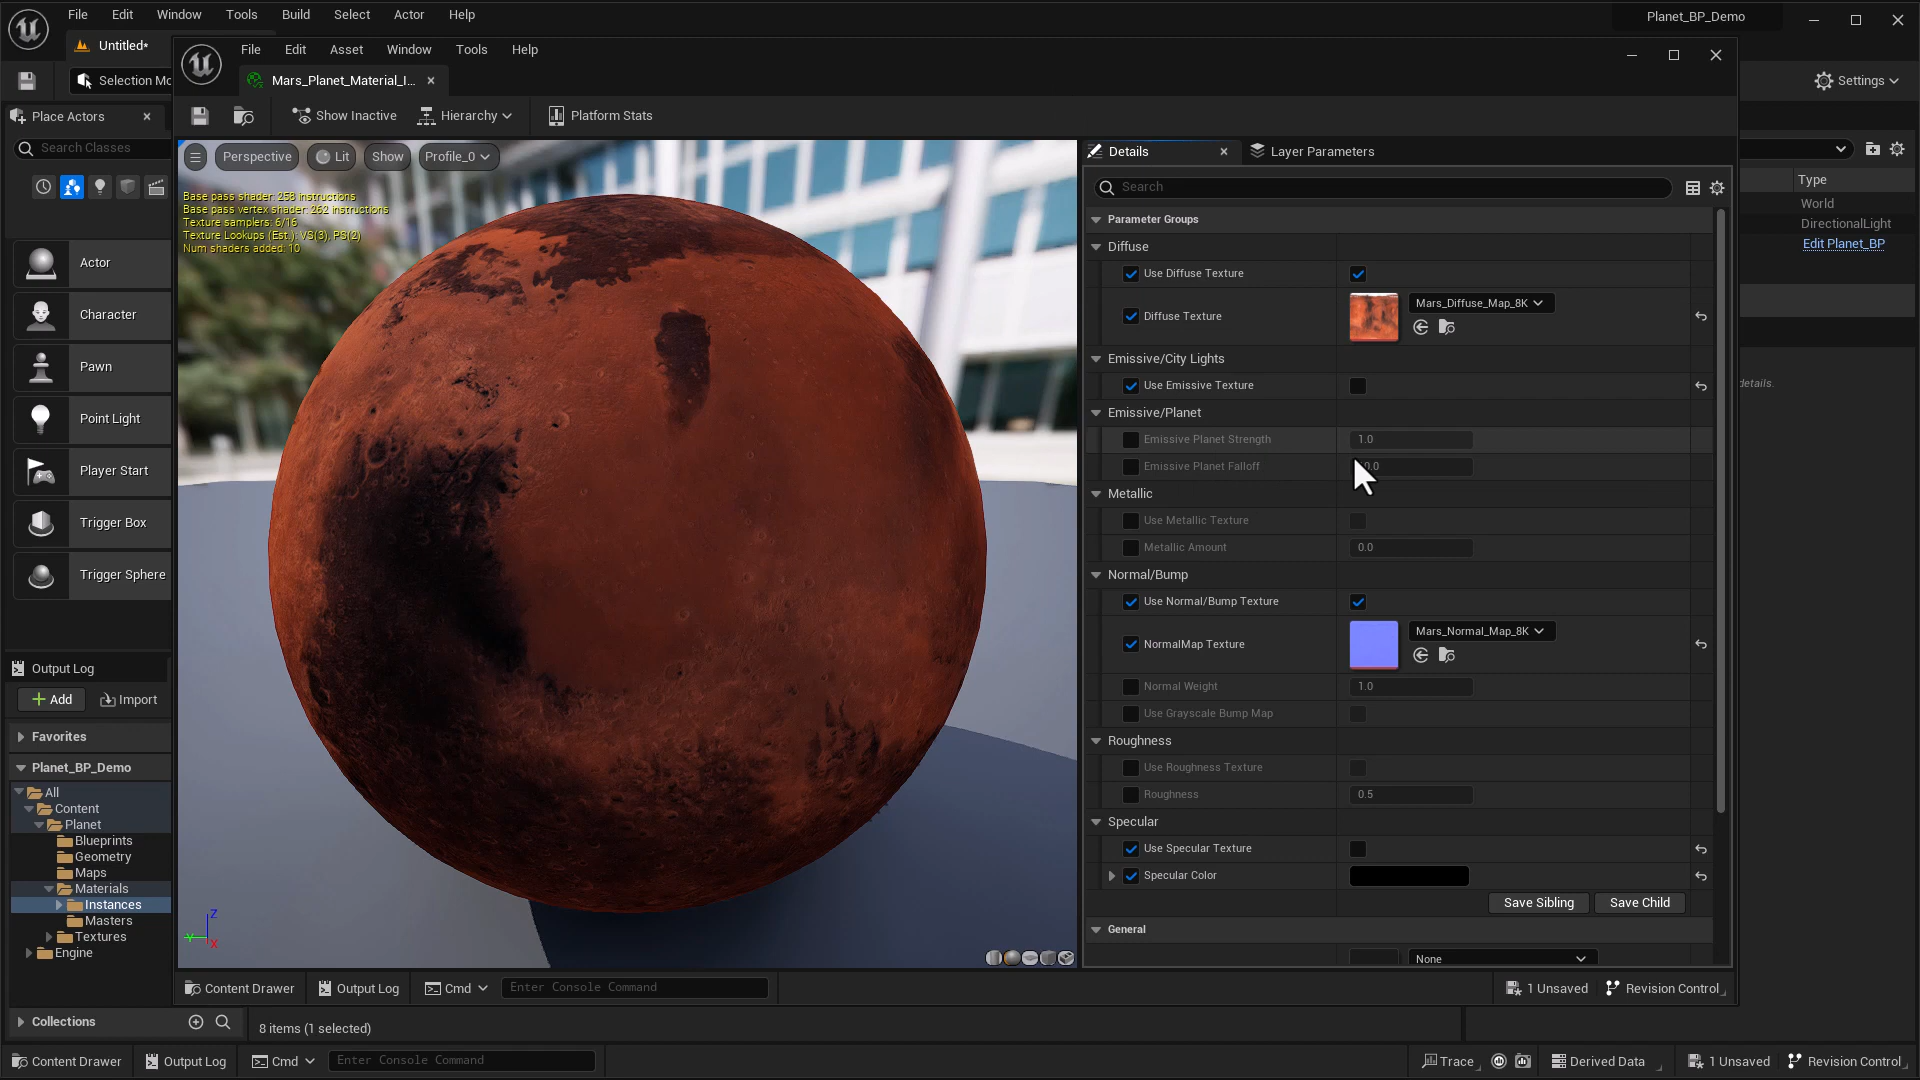 File Edit Window Tools Build Select Actor Help
Planet_BP_Demo
Untitled*
Selection Mo
Settings
File Edit Asset Window Tools Help
Mars_Planet_Material_I...
Show Inactive Hierarchy Platform Stats
Place Actors
Search Classes
Actor
Character
Pawn
Point Light
Player Start
Trigger Box
Trigger Sphere
Perspective Lit Show Profile_0
Base pass shader: 258 instructions
Base pass vertex shader: 262 instructions
Texture samplers: 6/16
Texture Lookups (Est.): VS(3), PS(2)
Num shaders added: 10
Z
Y
X
Details Layer Parameters
Search
Parameter Groups
Diffuse
Use Diffuse Texture
Diffuse Texture Mars_Diffuse_Map_8K
Emissive/City Lights
Use Emissive Texture
Emissive/Planet
Emissive Planet Strength 1.0
Emissive Planet Falloff
Metallic
Use Metallic Texture
Metallic Amount 0.0
Normal/Bump
Use Normal/Bump Texture
NormalMap Texture Mars_Normal_Map_8K
Normal Weight 1.0
Use Grayscale Bump Map
Roughness
Use Roughness Texture
Roughness 0.5
Specular
Use Specular Texture
Specular Color
Save Sibling Save Child
General
None
Type
World
DirectionalLight
Edit Planet_BP
details.
Output Log
Add Import
Favorites
Planet_BP_Demo
All
Content
Planet
Blueprints
Geometry
Maps
Materials
Instances
Masters
Textures
Engine
Collections
Content Drawer Output Log Cmd Enter Console Command
1 Unsaved Revision Control
8 items (1 selected)
Content Drawer Output Log Cmd Enter Console Command
Trace Derived Data 1 Unsaved Revision Control